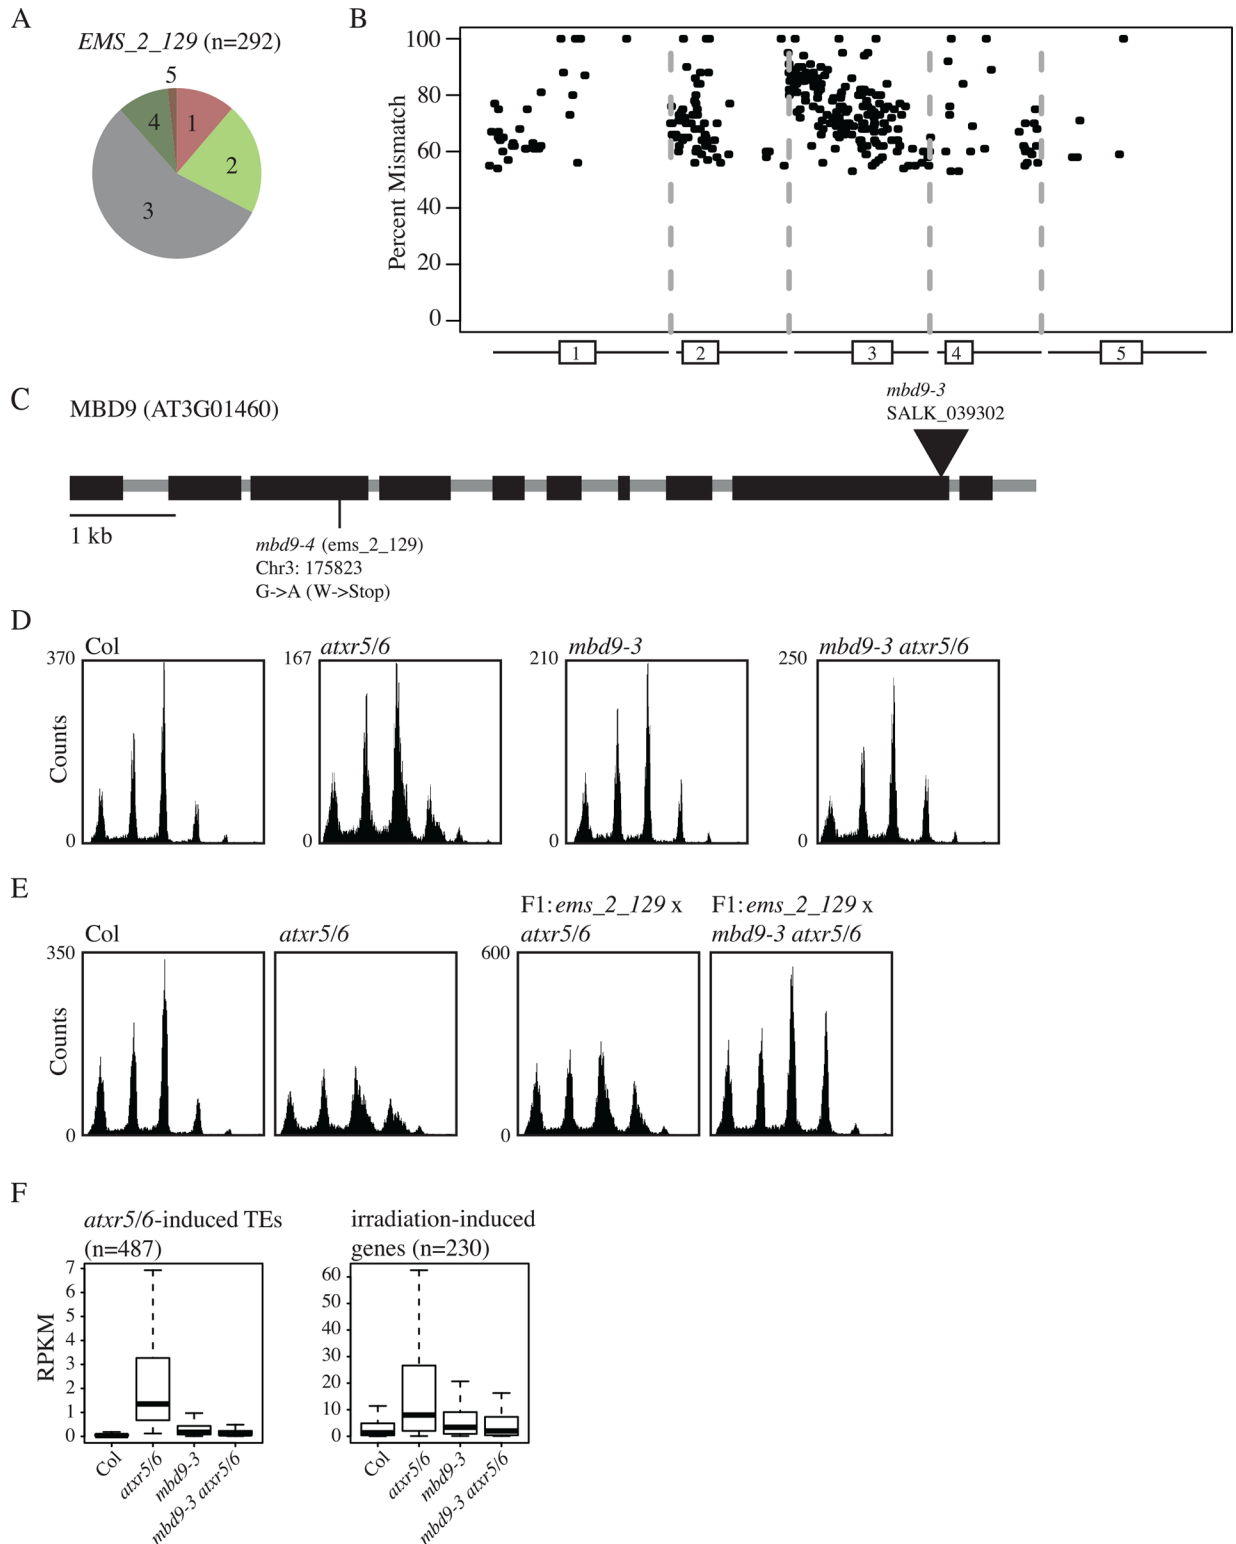 A
EMS_2_129 (n=292)
5
4
1
2
3
B
Percent Mismatch
100
80
60
40
20
0
1
2
3
4
5
C
MBD9 (AT3G01460)
mbd9-3
SALK_039302
1 kb
mbd9-4 (ems_2_129)
Chr3: 175823
G->A (W->Stop)
D
Col
atxr5/6
mbd9-3
mbd9-3 atxr5/6
Counts
370
0
167
0
210
0
250
0
E
Col
atxr5/6
F1:ems_2_129 x
atxr5/6
F1:ems_2_129 x
mbd9-3 atxr5/6
Counts
350
0
600
0
F
atxr5/6-induced TEs
(n=487)
RPKM
7
6
5
4
3
2
1
0
Col
atxr5/6
mbd9-3
mbd9-3 atxr5/6
irradiation-induced
genes (n=230)
60
50
40
30
20
10
0
Col
atxr5/6
mbd9-3
mbd9-3 atxr5/6